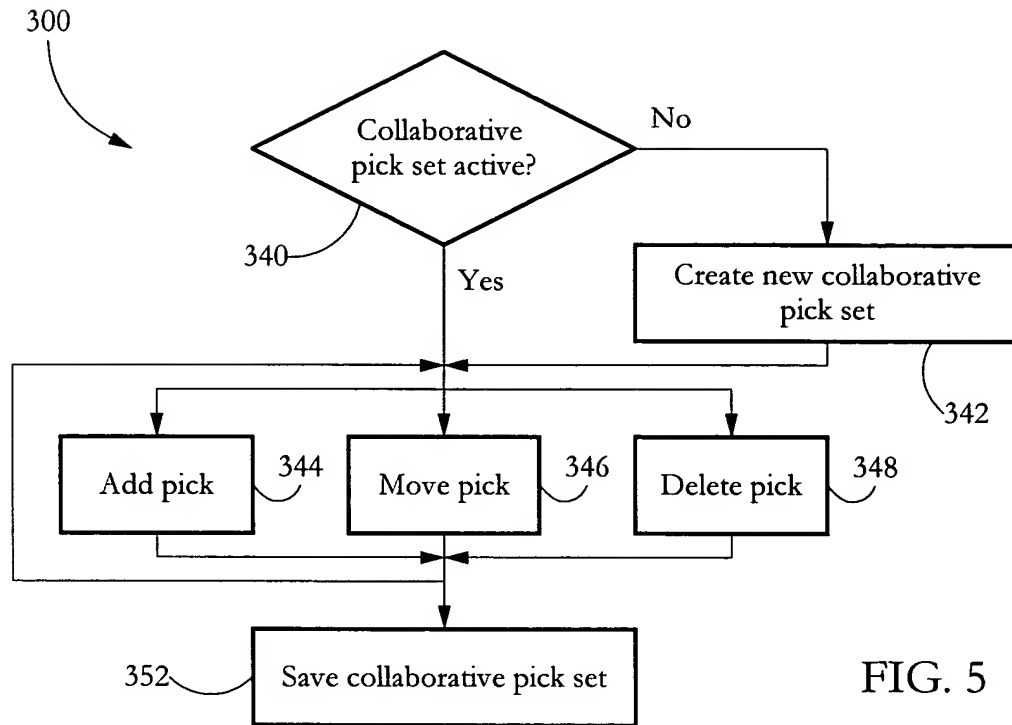 300
Collaborative
pick set active?
No
340
Yes
Create new collaborative
pick set
342
Add pick
344
Move pick
346
Delete pick
348
352
Save collaborative pick set
FIG. 5